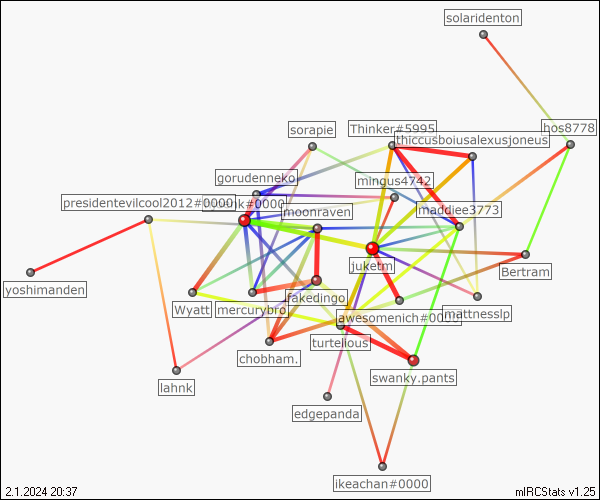 solaridenton
hos8778
Thinker#5995
sorapie
thiccusboiusalexusjoneus
gorudenneko
mingus4742
presidentevilcool2012#0000
#0000
moonraven
maddiee3773
juketm
Bertram
yoshimanden
Wyatt
mercurybro
fakedingo
mattnesslp
awesomenich#0000
turtelious
chobham.
swanky.pants
lahnk
edgepanda
ikeachan#0000
2.1.2024 20:37
mIRCStats v1.25